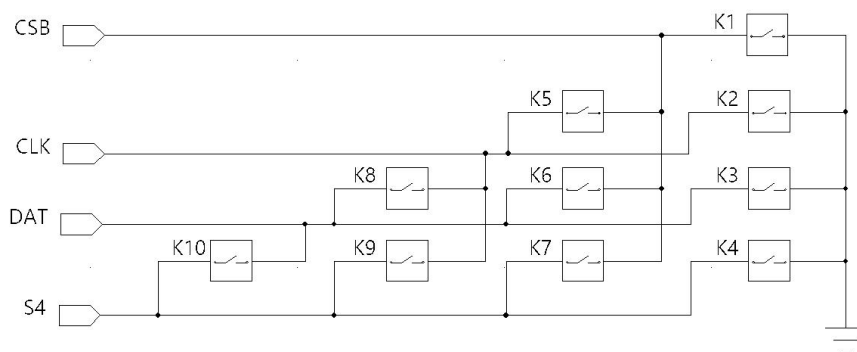 CSB K1
K5 K2
CLK
K8 K6 K3
DAT
K10 K9 K7 K4
S4